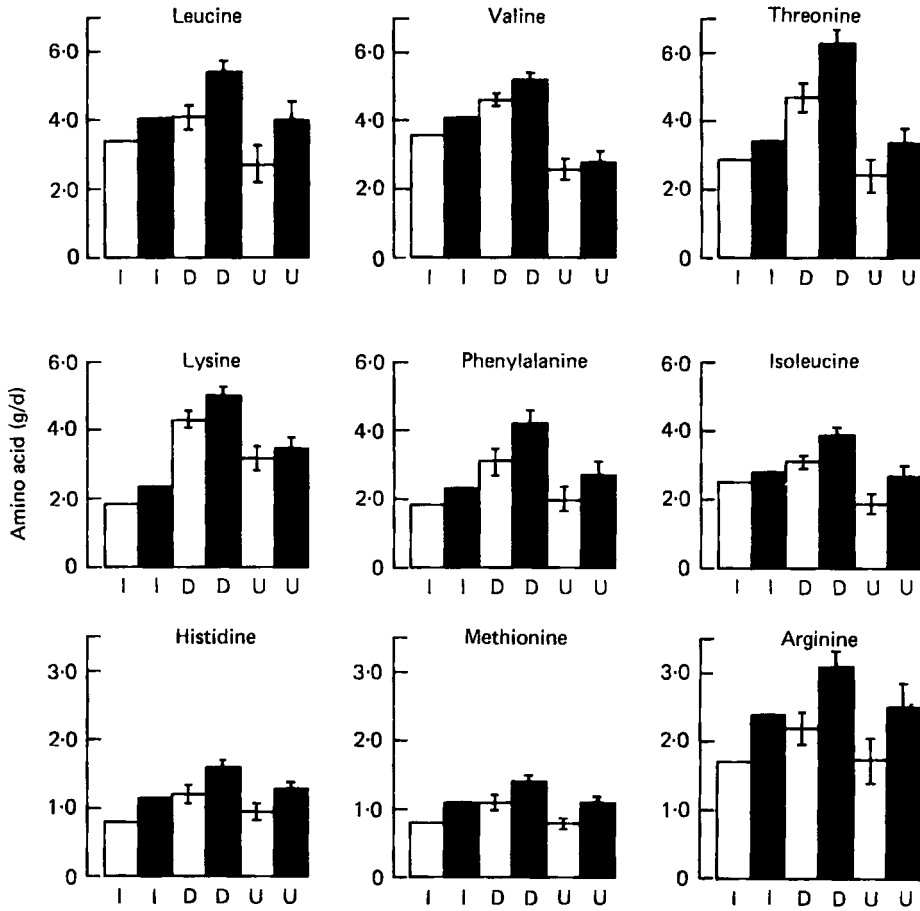 Leucine
6·0
4·0
2·0
0
I I D D U U
Valine
6·0
4·0
2·0
0
I I D D U U
Threonine
6·0
4·0
2·0
0
I I D D U U
Amino acid (g/d)
Lysine
6·0
4·0
2·0
0
I I D D U U
Phenylalanine
6·0
4·0
2·0
0
I I D D U U
Isoleucine
6·0
4·0
2·0
0
I I D D U U
Histidine
3·0
2·0
1·0
0
I I D D U U
Methionine
3·0
2·0
1·0
0
I I D D U U
Arginine
3·0
2·0
1·0
0
I I D D U U